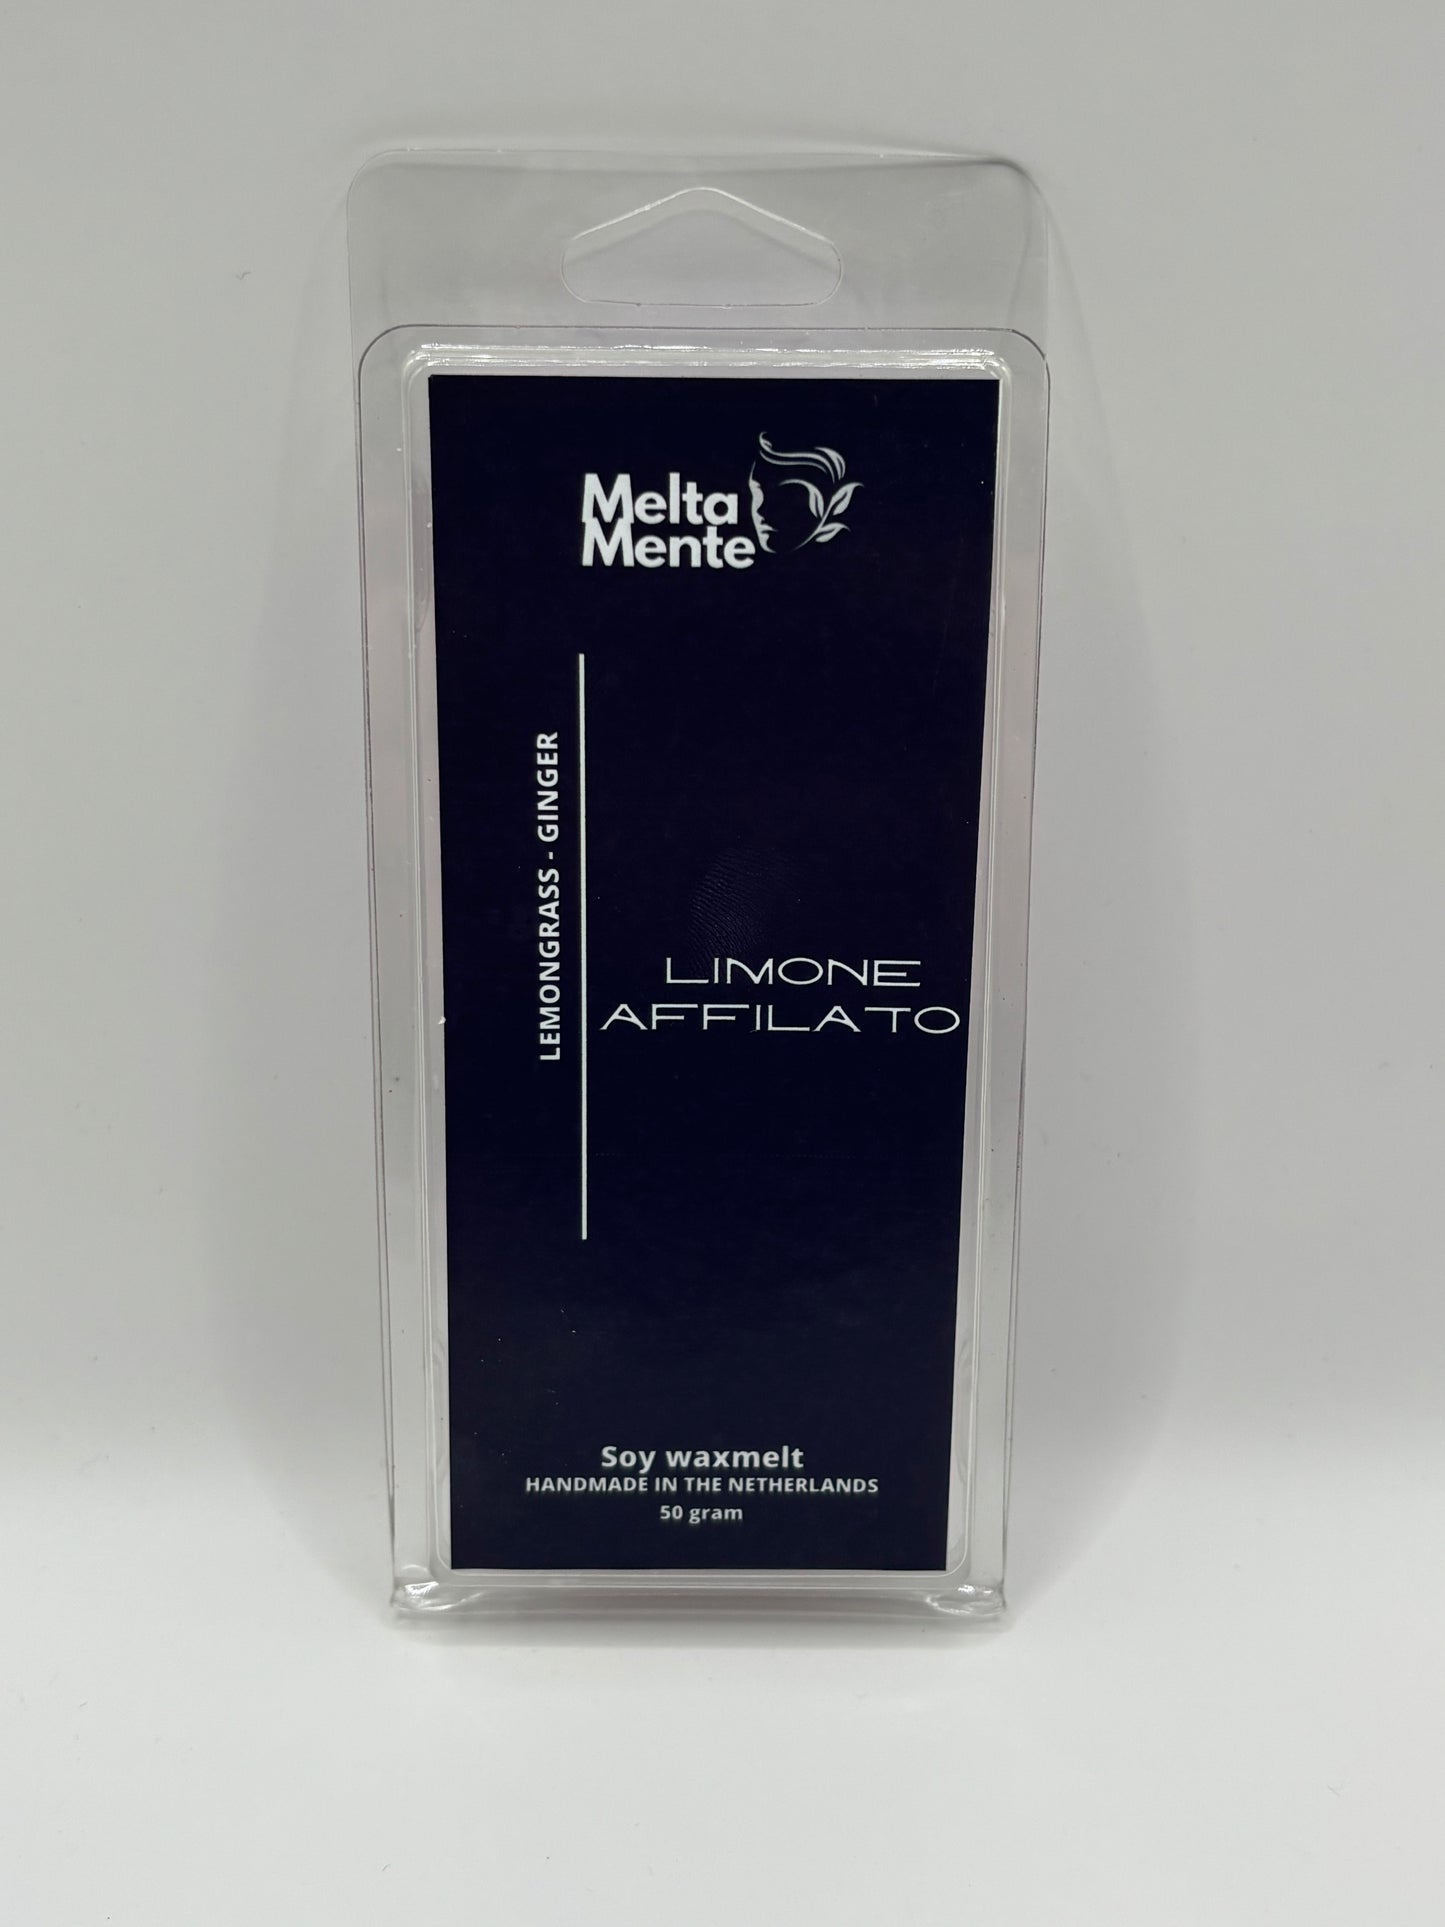 Melta
Mente
LEMONGRASS - GINGER
LIMONE
AFFILATO
Soy waxmelt
HANDMADE IN THE NETHERLANDS
50 gram